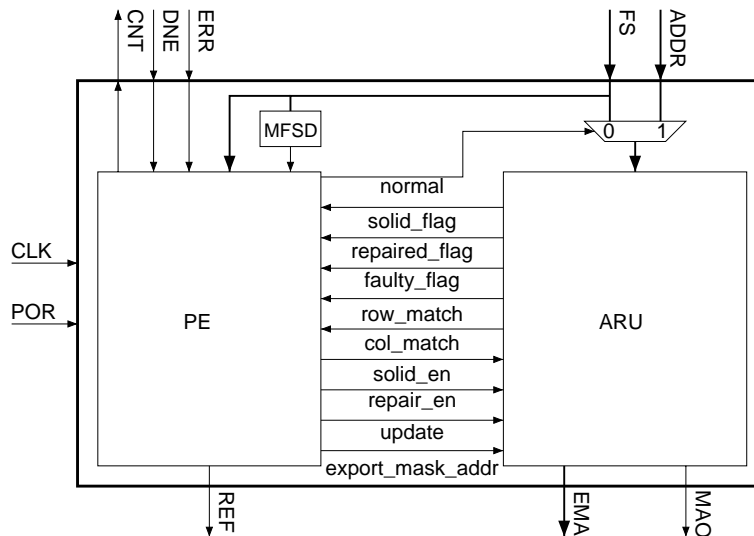 CNT
DNE
ERR
FS
ADDR
MFSD
0 1
normal
solid_flag
CLK
repaired_flag
faulty_flag
POR
PE
row_match
ARU
col_match
solid_en
repair_en
update
export_mask_addr
REF
EMA
MAO